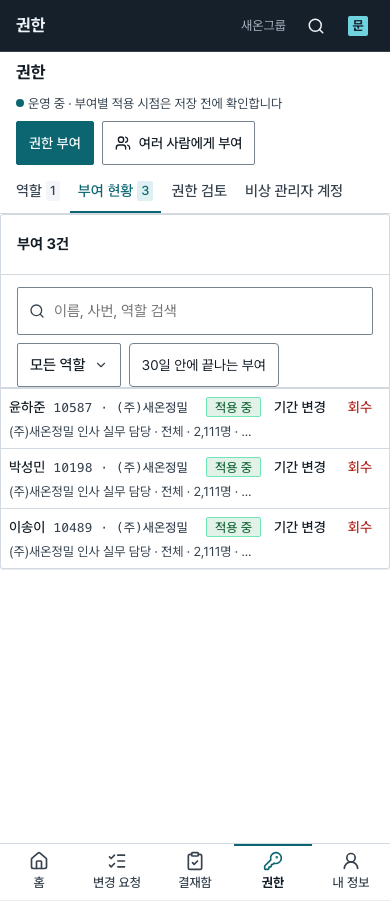 권한 새온그룹 문
권한
운영 중 · 부여별 적용 시점은 저장 전에 확인합니다
권한 부여 여러 사람에게 부여
역할 1 부여 현황 3 권한 검토 비상 관리자 계정
부여 3건
이름, 사번, 역할 검색
모든 역할 30일 안에 끝나는 부여
윤하준 10587 · (주)새온정밀 적용 중 기간 변경 회수
(주)새온정밀 인사 실무 담당 · 전체 · 2,111명 · ...
박성민 10198 · (주)새온정밀 적용 중 기간 변경 회수
(주)새온정밀 인사 실무 담당 · 전체 · 2,111명 · ...
이송이 10489 · (주)새온정밀 적용 중 기간 변경 회수
(주)새온정밀 인사 실무 담당 · 전체 · 2,111명 · ...
홈 변경 요청 결재함 권한 내 정보